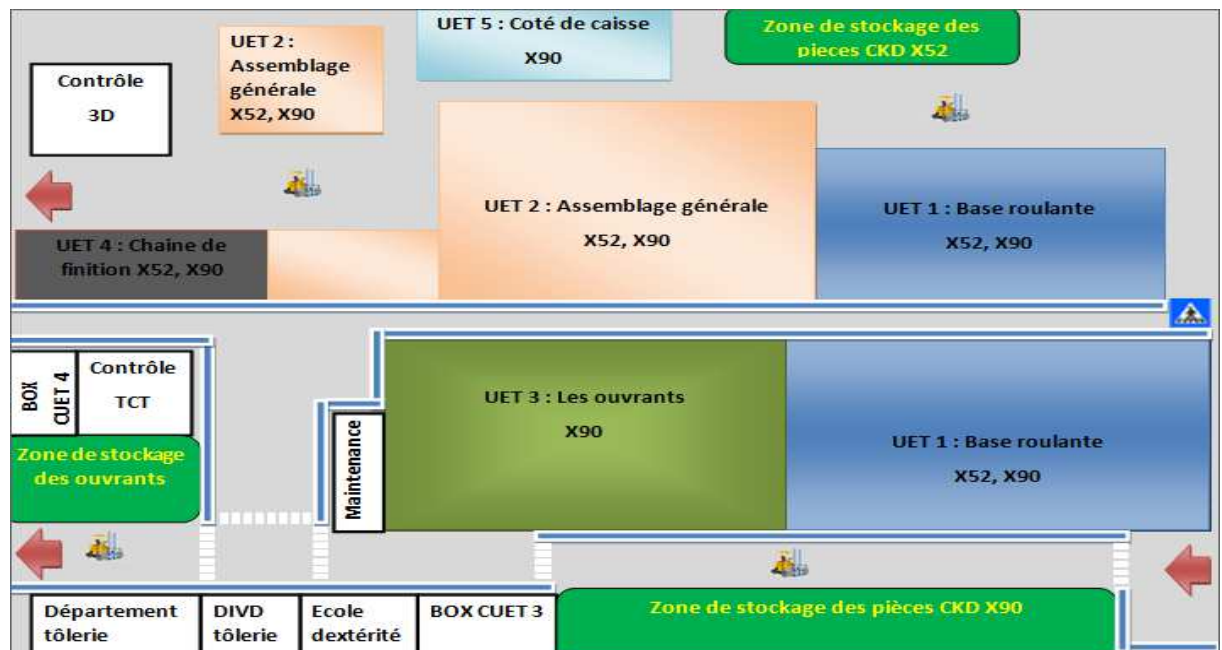 UET 2 :
Assemblage
générale
X52, X90
UET 5 : Coté de caisse
X90
Zone de stockage des
pieces CKD X52
Contrôle
3D
UET 2 : Assemblage générale
X52, X90
UET 1 : Base roulante
X52, X90
UET 4 : Chaine de
finition X52, X90
BOX
CUET 4
Contrôle
TCT
Zone de stockage
des ouvrants
Maintenance
UET 3 : Les ouvrants
X90
UET 1 : Base roulante
X52, X90
Département
tôlerie
DIVD
tôlerie
Ecole
dextérité
BOX CUET 3
Zone de stockage des pièces CKD X90